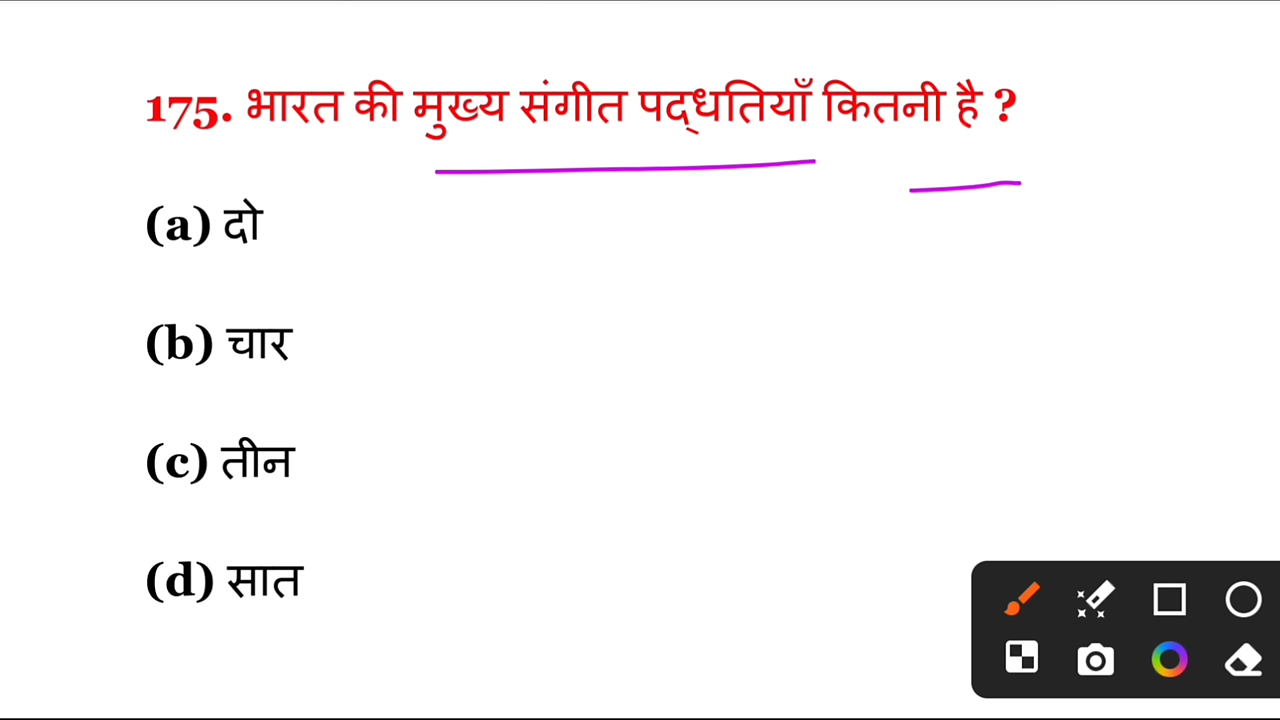 175. भारत की मुख्य संगीत पद्धतियाँ कितनी है ?
(a) दो
(b) चार
(c) तीन
(d) सात